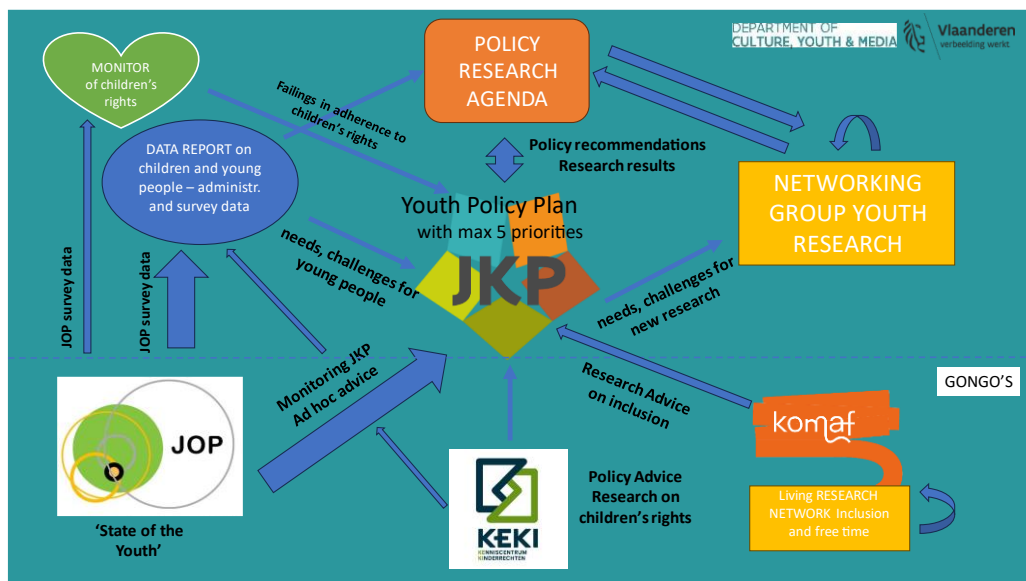 MONITOR
of children's
rights
POLICY
RESEARCH
AGENDA
DEPARTMENT OF
CULTURE, YOUTH & MEDIA
Vlaanderen
verbeelding werkt
Failings in adherence to
children's rights
DATA REPORT on
children and young
people – administr.
and survey data
Policy recommendations
Research results
NETWORKING
GROUP YOUTH
RESEARCH
Youth Policy Plan
with max 5 priorities
JKP
needs, challenges for
young people
needs, challenges for
new research
JOP survey data
JOP survey data
Monitoring JKP
Ad hoc advice
Research Advice
on inclusion
GONGO'S
JOP
'State of the
Youth'
KEKI
KENNISCENTRUM
KINDERRECHTEN
Policy Advice
Research on
children's rights
komaf
Living RESEARCH
NETWORK Inclusion
and free time